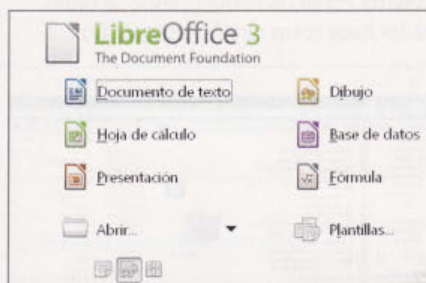 LibreOffice 3
The Document Foundation
Documento de texto
Dibujo
Hoja de cálculo
Base de datos
Presentación
Fórmula
Abrir...
Plantillas...